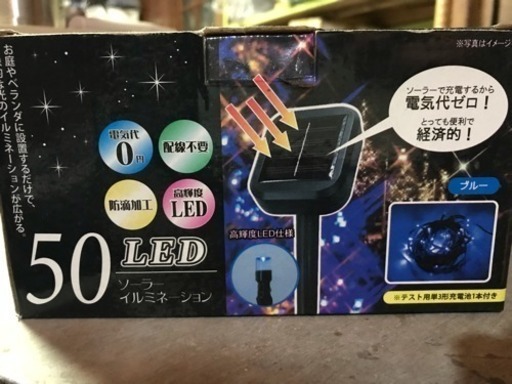 ※写真はイメージ
お庭やベランダに設置するだけで、
光のイルミネーションが広がる。
ソーラーで充電するから
電気代ゼロ！
とっても便利で
経済的！
電気代
0円
配線不要
防滴加工
高輝度
LED
ブルー
高輝度LED仕様
50 LED
ソーラー
イルミネーション
※テスト用単3形充電池1本付き